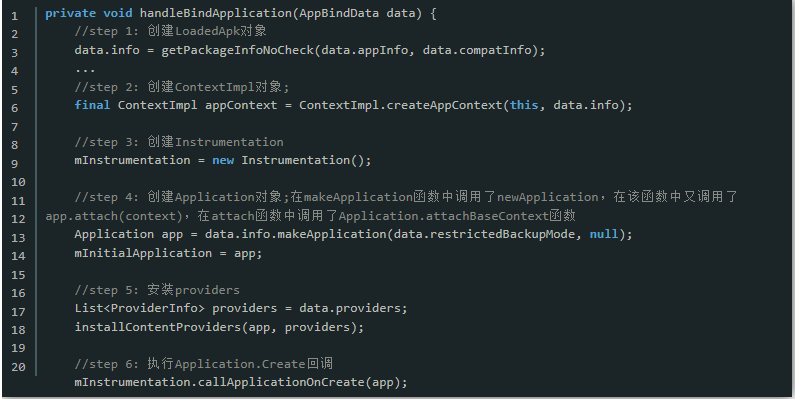 1 private void handleBindApplication(AppBindData data) {
2 //step 1: 创建LoadedApk对象
3 data.info = getPackageInfoNoCheck(data.appInfo, data.compatInfo);
4 ...
5 //step 2: 创建ContextImpl对象;
6 final ContextImpl appContext = ContextImpl.createAppContext(this, data.info);
7
8 //step 3: 创建Instrumentation
9 mInstrumentation = new Instrumentation();
10
11 //step 4: 创建Application对象;在makeApplication函数中调用了newApplication，在该函数中又调用了
12 app.attach(context)，在attach函数中调用了Application.attachBaseContext函数
13 Application app = data.info.makeApplication(data.restrictedBackupMode, null);
14 mInitialApplication = app;
15
16 //step 5: 安装providers
17 List<ProviderInfo> providers = data.providers;
18 installContentProviders(app, providers);
19
20 //step 6: 执行Application.Create回调
mInstrumentation.callApplicationOnCreate(app);